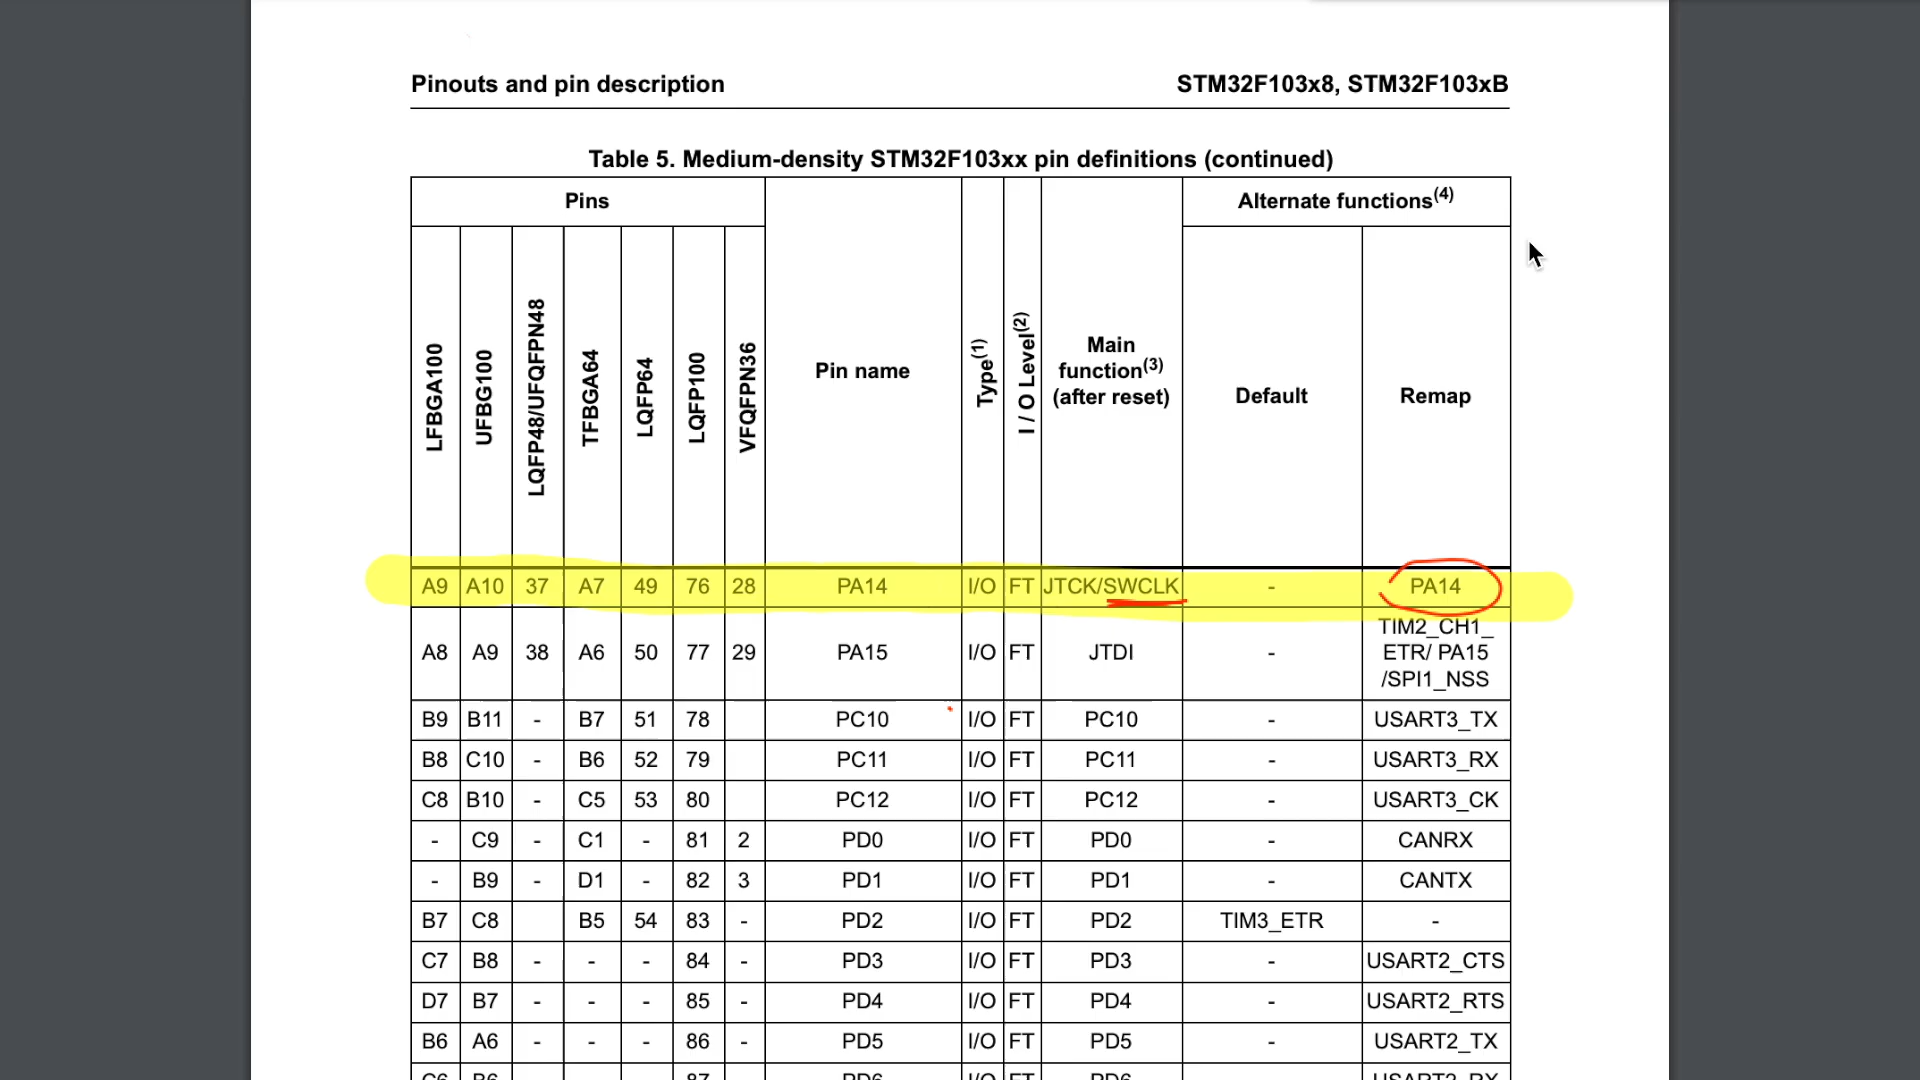 Pinouts and pin description STM32F103x8, STM32F103xB
Table 5. Medium-density STM32F103xx pin definitions (continued)
Pins Alternate functions(4)
LFBGA100 UFBG100 LQFP48/UFQFPN48 TFBGA64 LQFP64 LQFP100 VFQFPN36 Pin name Type(1) I / O Level(2) Main function(3) (after reset) Default Remap
A9 A10 37 A7 49 76 28 PA14 I/O FT JTCK/SWCLK - PA14
A8 A9 38 A6 50 77 29 PA15 I/O FT JTDI - TIM2_CH1_ ETR/ PA15 /SPI1_NSS
B9 B11 - B7 51 78 PC10 I/O FT PC10 - USART3_TX
B8 C10 - B6 52 79 PC11 I/O FT PC11 - USART3_RX
C8 B10 - C5 53 80 PC12 I/O FT PC12 - USART3_CK
- C9 - C1 - 81 2 PD0 I/O FT PD0 - CANRX
- B9 - D1 - 82 3 PD1 I/O FT PD1 - CANTX
B7 C8 B5 54 83 - PD2 I/O FT PD2 TIM3_ETR -
C7 B8 - - - 84 - PD3 I/O FT PD3 - USART2_CTS
D7 B7 - - - 85 - PD4 I/O FT PD4 - USART2_RTS
B6 A6 - - - 86 - PD5 I/O FT PD5 - USART2_TX